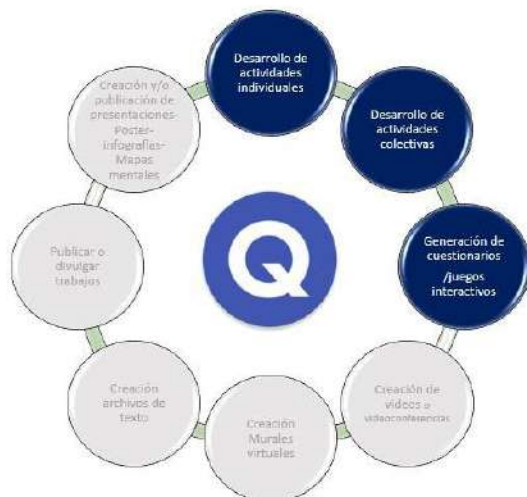 Desarrollo de
actividades
individuales
Desarrollo de
actividades
colectivas
Generación de
cuestionarios
/juegos
interactivos
Creación de
videos o
videoconferencias
Creación
Murales
virtuales
Creación
archivos de
texto
Publicar o
divulgar
trabajos
Creación y/o
publicación de
presentaciones-
Poster-
infografías-
Mapas
mentales
Q